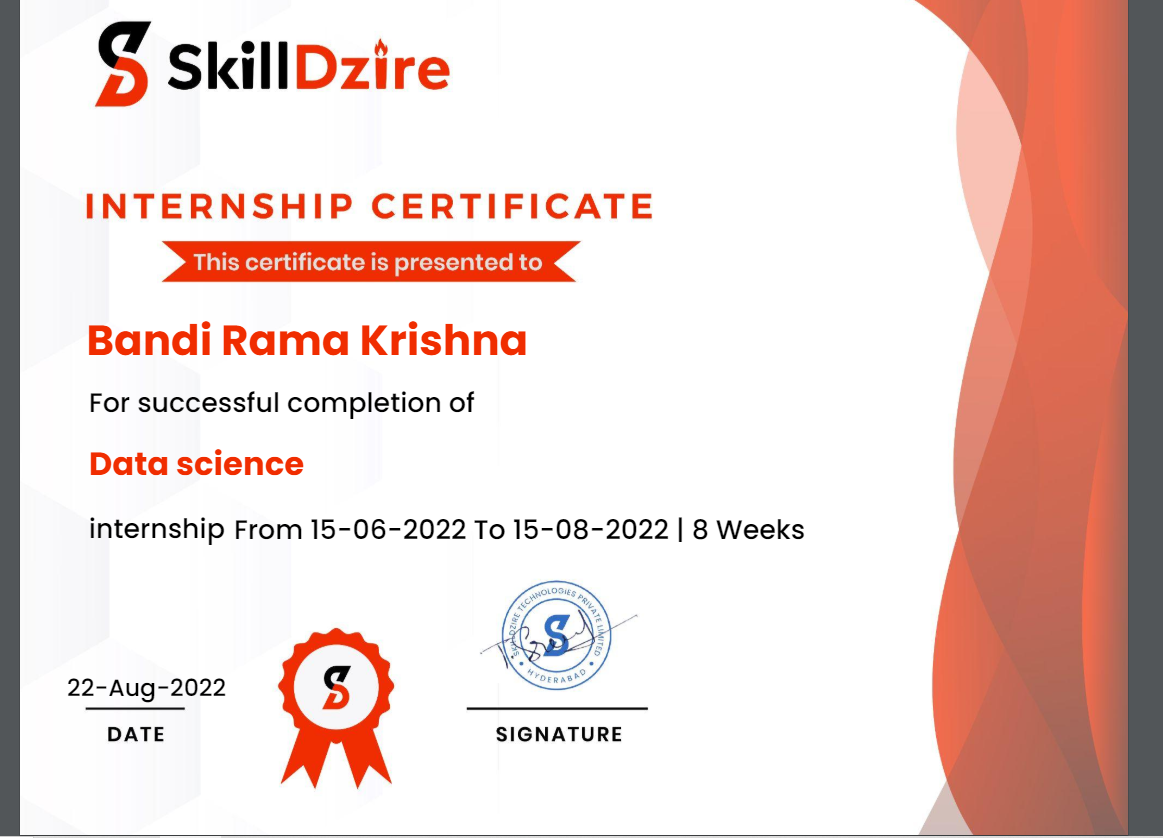 SkillDzire
INTERNSHIP CERTIFICATE
This certificate is presented to
Bandi Rama Krishna
For successful completion of
Data science
internship From 15-06-2022 To 15-08-2022 | 8 Weeks
SKILLDZIRE TECHNOLOGIES PRIVATE LIMITED
HYDERABAD
22-Aug-2022
DATE
SIGNATURE